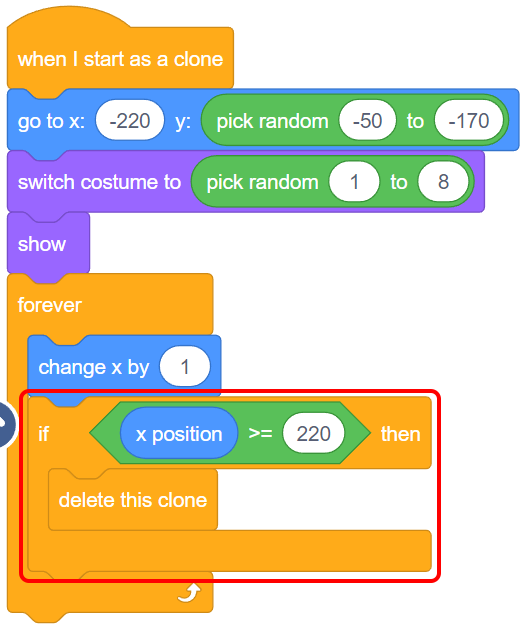 when I start as a clone
go to x: -220 y: pick random -50 to -170
switch costume to pick random 1 to 8
show
forever
change x by 1
if x position >= 220 then
delete this clone